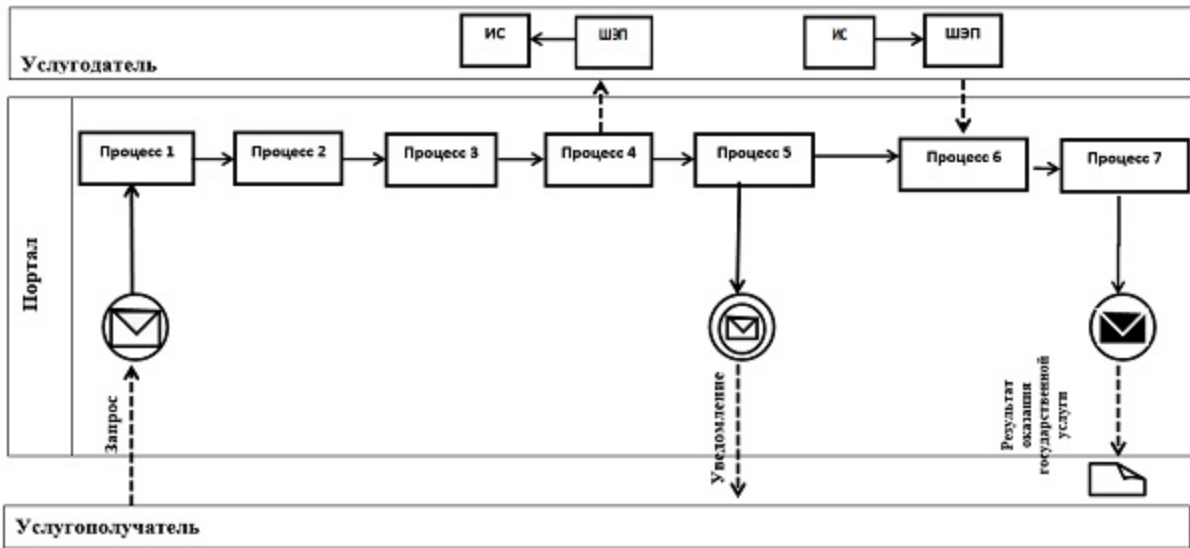 ИС
ШЭП
ИС
ШЭП
Услугодатель
Процесс 1
Процесс 2
Процесс 3
Процесс 4
Процесс 5
Процесс 6
Процесс 7
Портал
Запрос
Уведомление
Результат
оказания
государственной
услуги
Услугополучатель